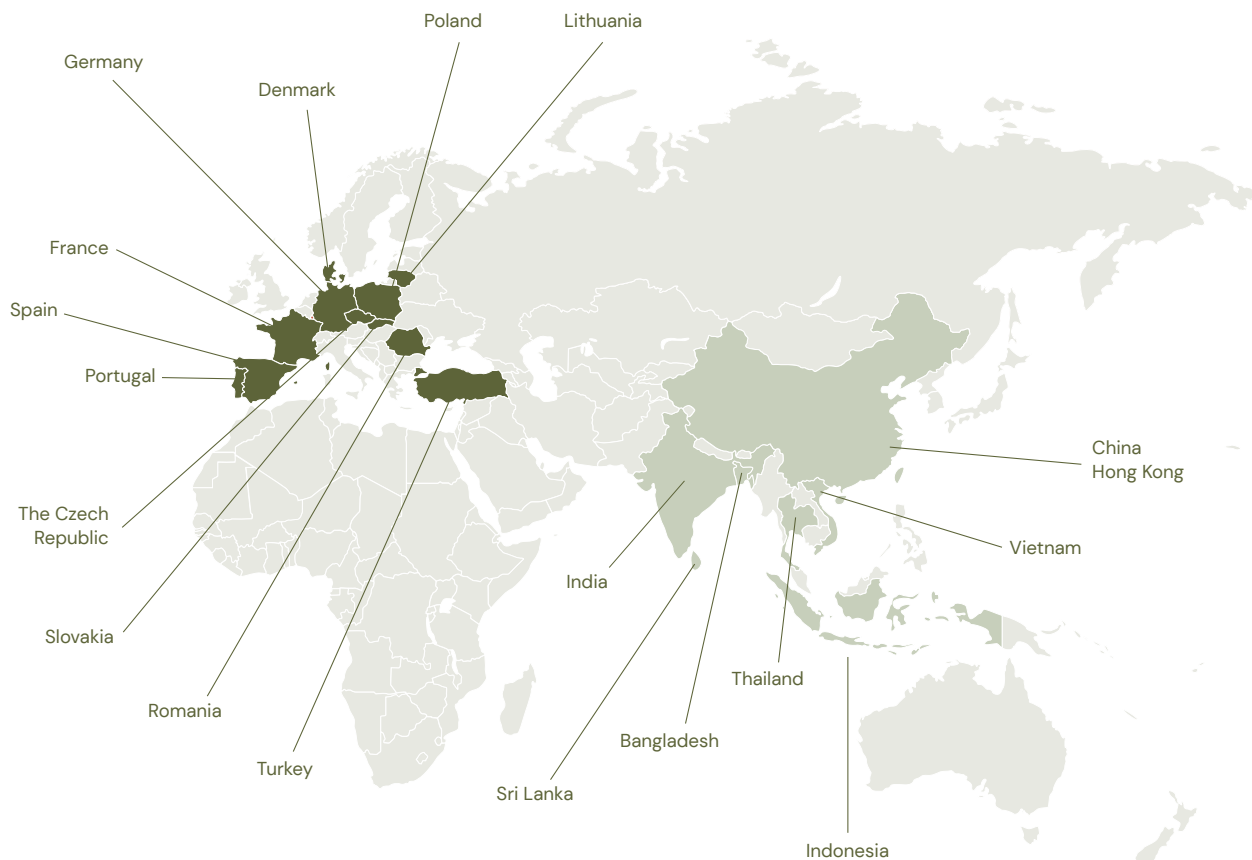 Poland
Lithuania
Germany
Denmark
France
Spain
Portugal
China
Hong Kong
The Czech
Republic
Vietnam
India
Slovakia
Thailand
Romania
Bangladesh
Turkey
Sri Lanka
Indonesia